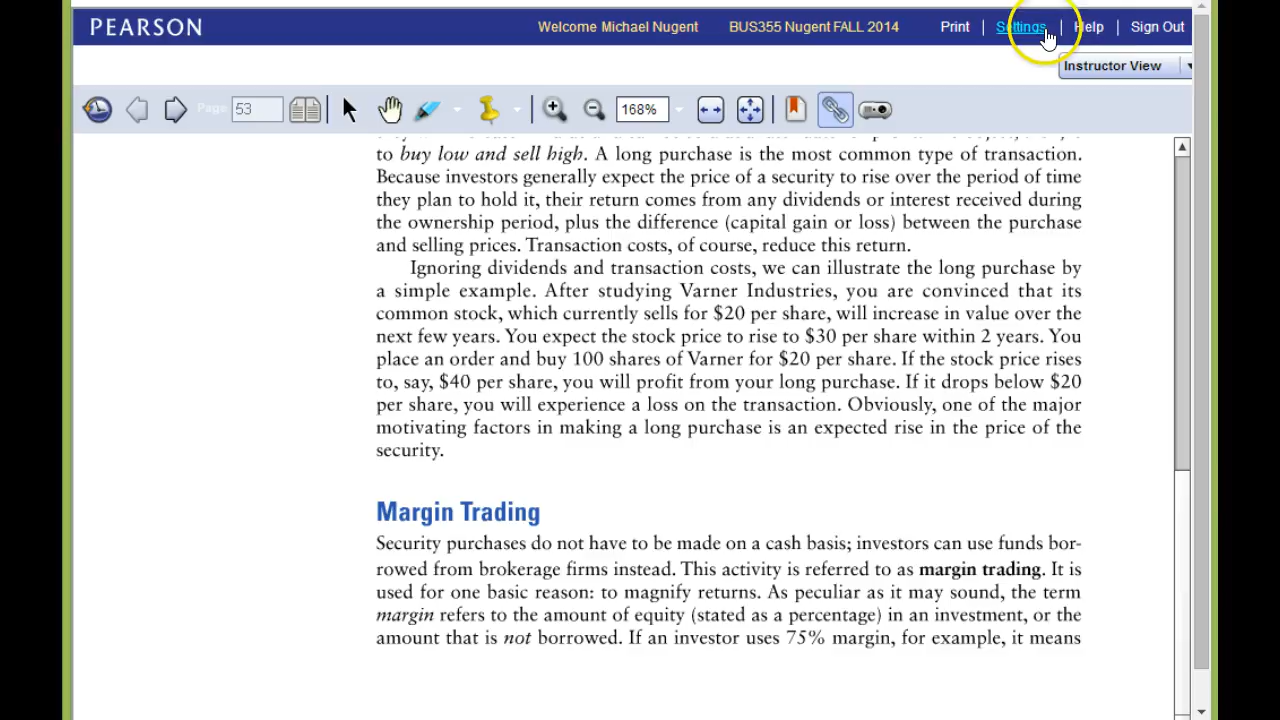 PEARSON
Welcome Michael Nugent BUS355 Nugent FALL 2014 Print | Settings | Help | Sign Out
Instructor View
Page 53 168%
to buy low and sell high. A long purchase is the most common type of transaction.
Because investors generally expect the price of a security to rise over the period of time
they plan to hold it, their return comes from any dividends or interest received during
the ownership period, plus the difference (capital gain or loss) between the purchase
and selling prices. Transaction costs, of course, reduce this return.
Ignoring dividends and transaction costs, we can illustrate the long purchase by
a simple example. After studying Varner Industries, you are convinced that its
common stock, which currently sells for $20 per share, will increase in value over the
next few years. You expect the stock price to rise to $30 per share within 2 years. You
place an order and buy 100 shares of Varner for $20 per share. If the stock price rises
to, say, $40 per share, you will profit from your long purchase. If it drops below $20
per share, you will experience a loss on the transaction. Obviously, one of the major
motivating factors in making a long purchase is an expected rise in the price of the
security.
Margin Trading
Security purchases do not have to be made on a cash basis; investors can use funds bor-
rowed from brokerage firms instead. This activity is referred to as margin trading. It is
used for one basic reason: to magnify returns. As peculiar as it may sound, the term
margin refers to the amount of equity (stated as a percentage) in an investment, or the
amount that is not borrowed. If an investor uses 75% margin, for example, it means